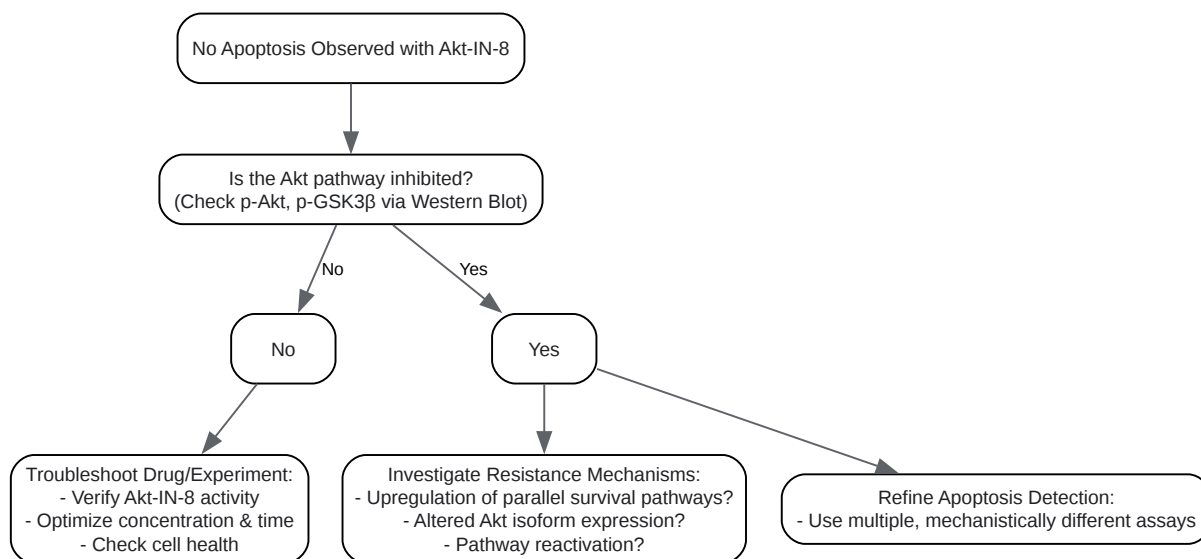 No Apoptosis Observed with Akt-IN-8
Is the Akt pathway inhibited?
(Check p-Akt, p-GSK3β via Western Blot)
No
Yes
No
Yes
Troubleshoot Drug/Experiment:
- Verify Akt-IN-8 activity
- Optimize concentration & time
- Check cell health
Investigate Resistance Mechanisms:
- Upregulation of parallel survival pathways?
- Altered Akt isoform expression?
- Pathway reactivation?
Refine Apoptosis Detection:
- Use multiple, mechanistically different assays